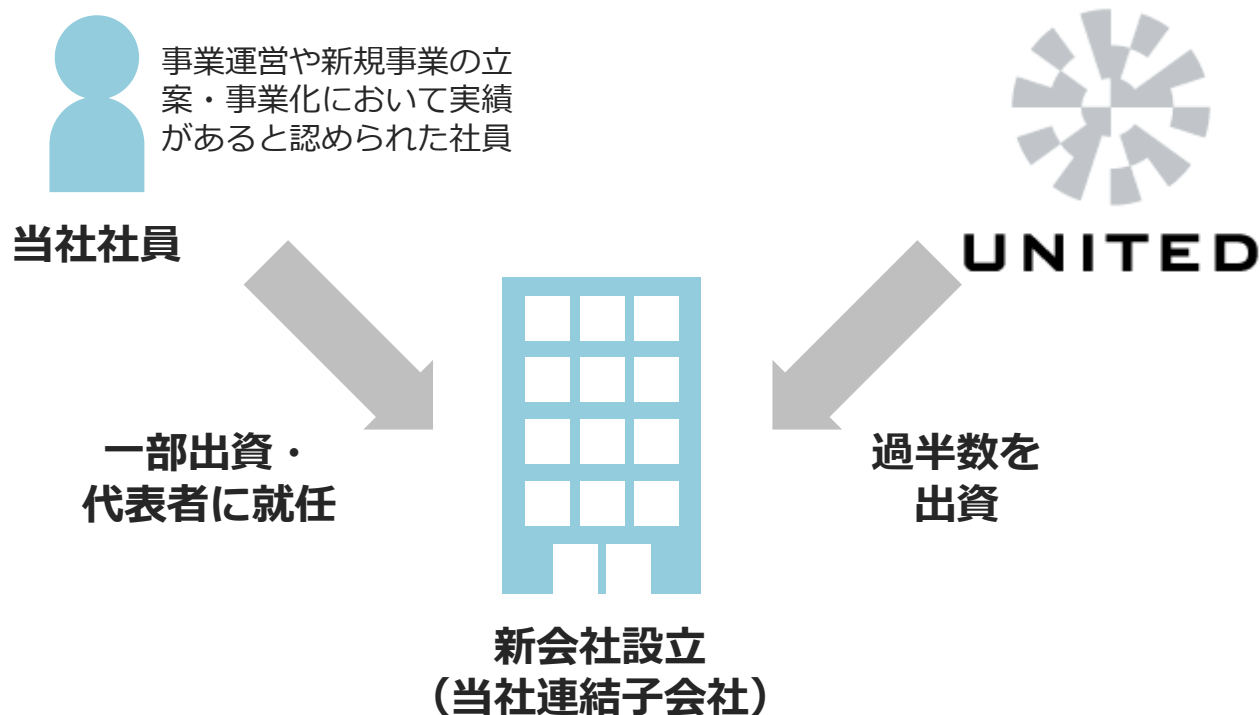 事業運営や新規事業の立
案・事業化において実績
があると認められた社員
当社社員
UNITED
一部出資・
代表者に就任
過半数を
出資
新会社設立
（当社連結子会社）